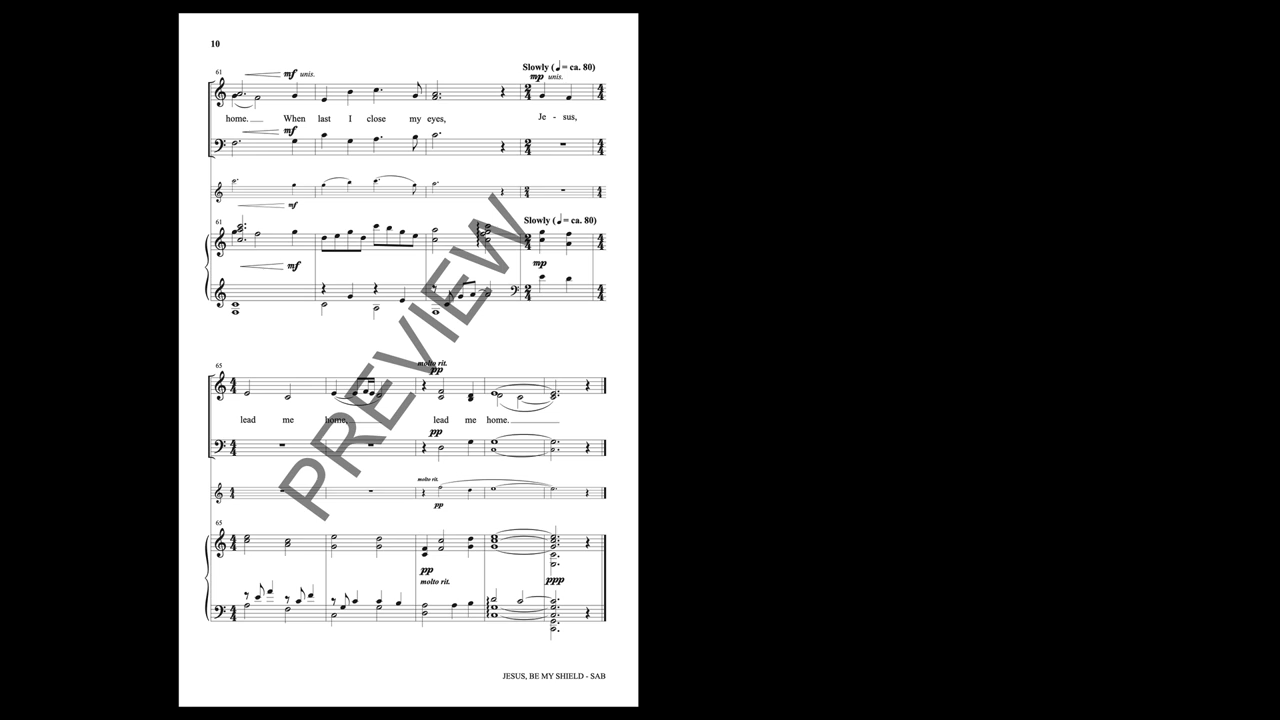 10
Slowly (♩ = ca. 80)
61
mf unis.
mp unis.
home. When last I close my eyes, Je - sus,
mf
mf
61
Slowly (♩ = ca. 80)
mf
mp
PREVIEW
65
molto rit.
pp
lead me home, lead me home.
pp
molto rit.
pp
65
pp
molto rit.
ppp
JESUS, BE MY SHIELD - SAB